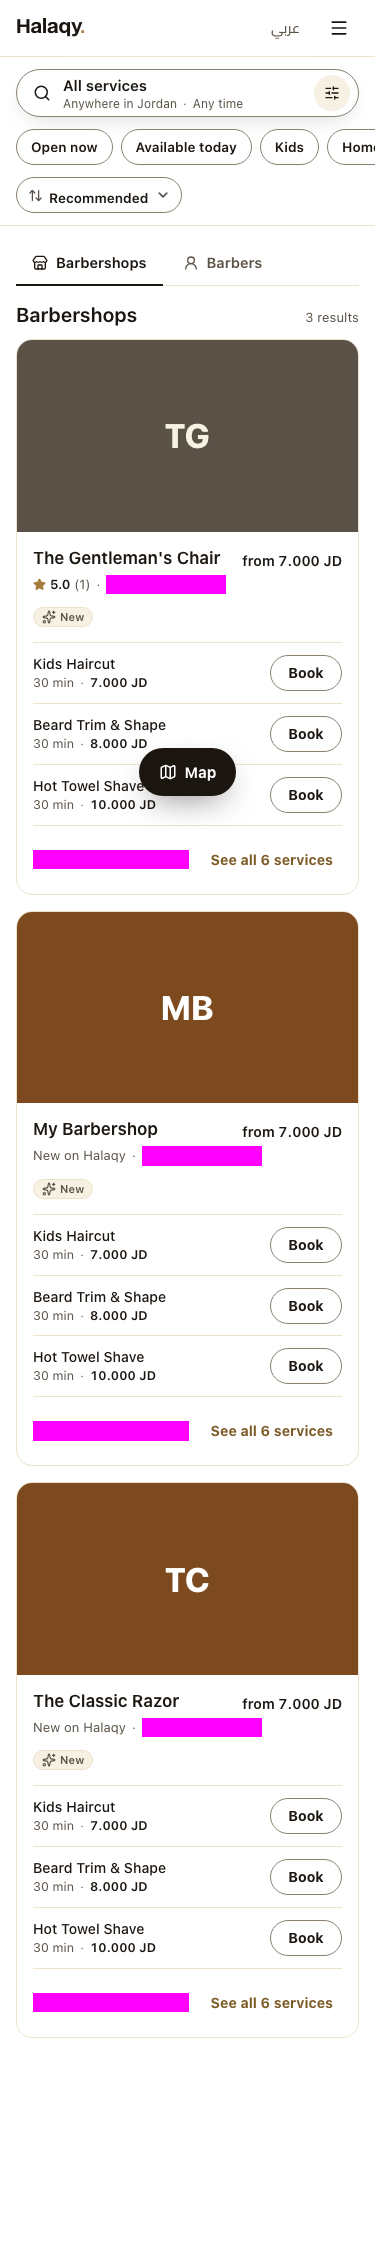 Halaqy.
عربي
All services
Anywhere in Jordan · Any time
Open now
Available today
Kids
Home
Recommended
Barbershops
Barbers
Barbershops
3 results
TG
The Gentleman's Chair
from 7.000 JD
5.0 (1) ·
New
Kids Haircut
30 min · 7.000 JD
Book
Beard Trim & Shape
30 min · 8.000 JD
Book
Map
Hot Towel Shave
30 min · 10.000 JD
Book
See all 6 services
MB
My Barbershop
from 7.000 JD
New on Halaqy ·
New
Kids Haircut
30 min · 7.000 JD
Book
Beard Trim & Shape
30 min · 8.000 JD
Book
Hot Towel Shave
30 min · 10.000 JD
Book
See all 6 services
TC
The Classic Razor
from 7.000 JD
New on Halaqy ·
New
Kids Haircut
30 min · 7.000 JD
Book
Beard Trim & Shape
30 min · 8.000 JD
Book
Hot Towel Shave
30 min · 10.000 JD
Book
See all 6 services